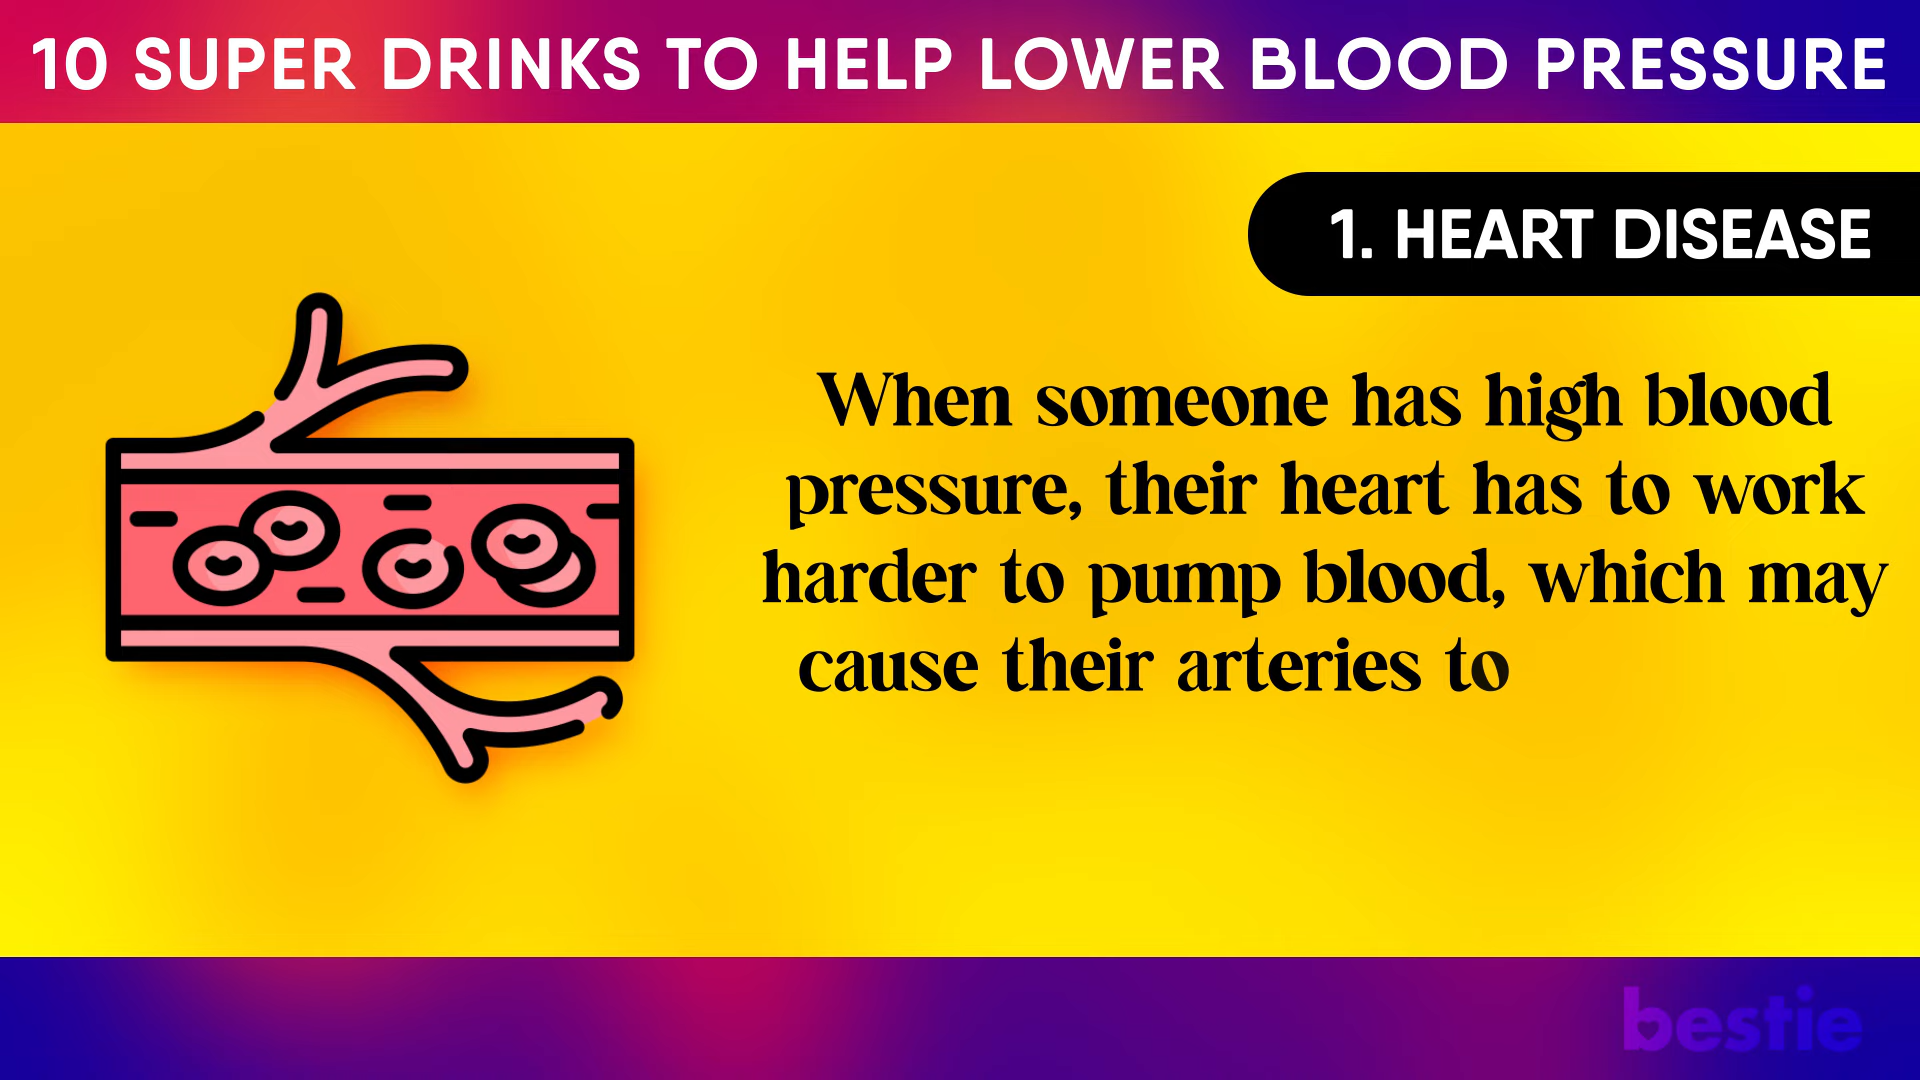 10 SUPER DRINKS TO HELP LOWER BLOOD PRESSURE
1. HEART DISEASE
When someone has high blood
pressure, their heart has to work
harder to pump blood, which may
cause their arteries to
bestie